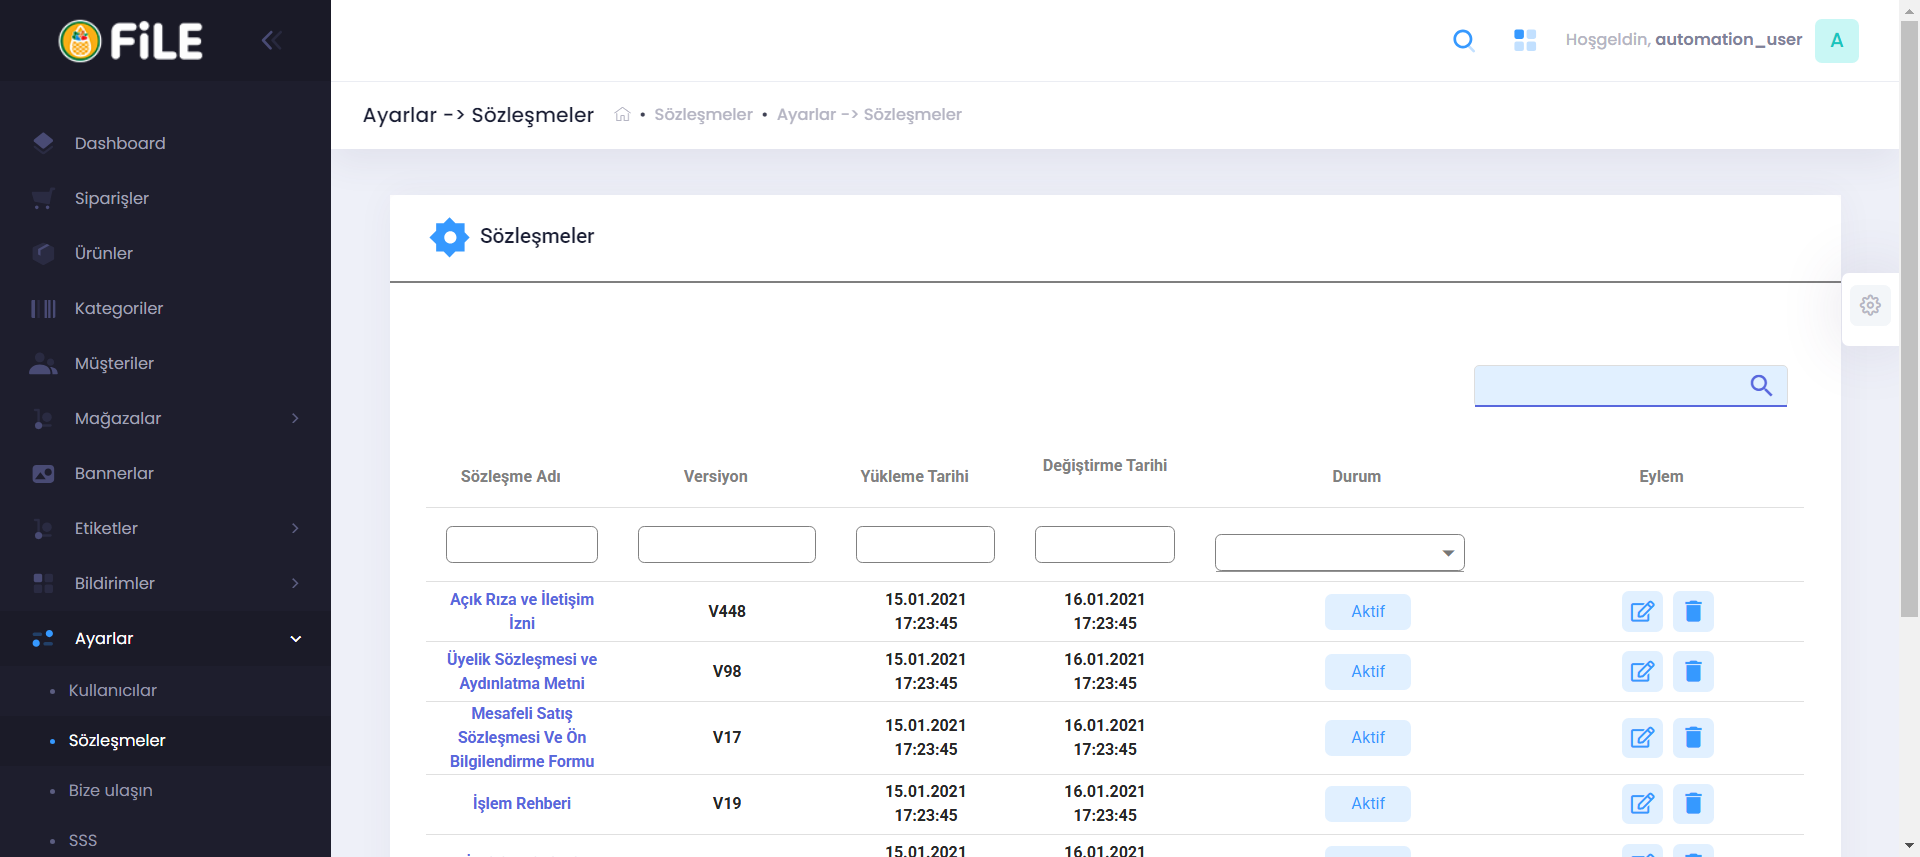 FiLE
Hoşgeldin, automation_user
A
Ayarlar -> Sözleşmeler
Sözleşmeler • Ayarlar -> Sözleşmeler
Dashboard
Siparişler
Ürünler
Kategoriler
Müşteriler
Mağazalar
Bannerlar
Etiketler
Bildirimler
Ayarlar
Kullanıcılar
Sözleşmeler
Bize ulaşın
SSS
Sözleşmeler
Sözleşme Adı Versiyon Yükleme Tarihi Değiştirme Tarihi Durum Eylem
Açık Rıza ve İletişim
İzni
V448
15.01.2021
17:23:45
16.01.2021
17:23:45
Aktif
Üyelik Sözleşmesi ve
Aydınlatma Metni
V98
15.01.2021
17:23:45
16.01.2021
17:23:45
Aktif
Mesafeli Satış
Sözleşmesi Ve Ön
Bilgilendirme Formu
V17
15.01.2021
17:23:45
16.01.2021
17:23:45
Aktif
İşlem Rehberi
V19
15.01.2021
17:23:45
16.01.2021
17:23:45
Aktif
15.01.2021
16.01.2021